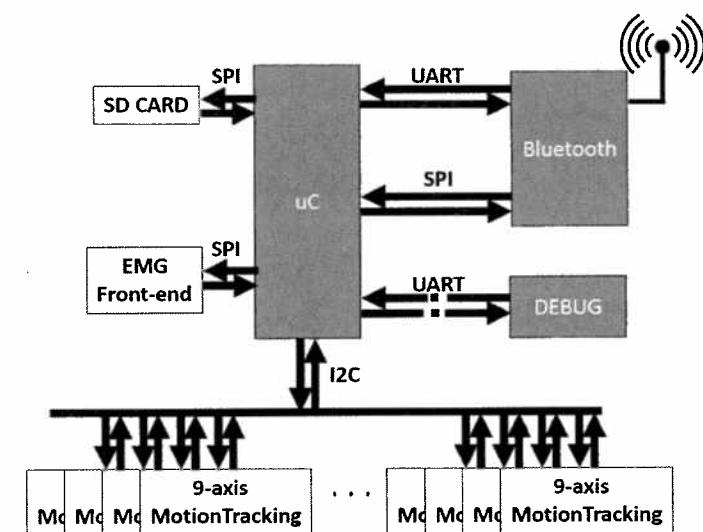 SPI
UART
SD CARD
Bluetooth
SPI
uC
SPI
EMG
Front-end
UART
DEBUG
I2C
9-axis
MotionTracking
. . .
9-axis
MotionTracking